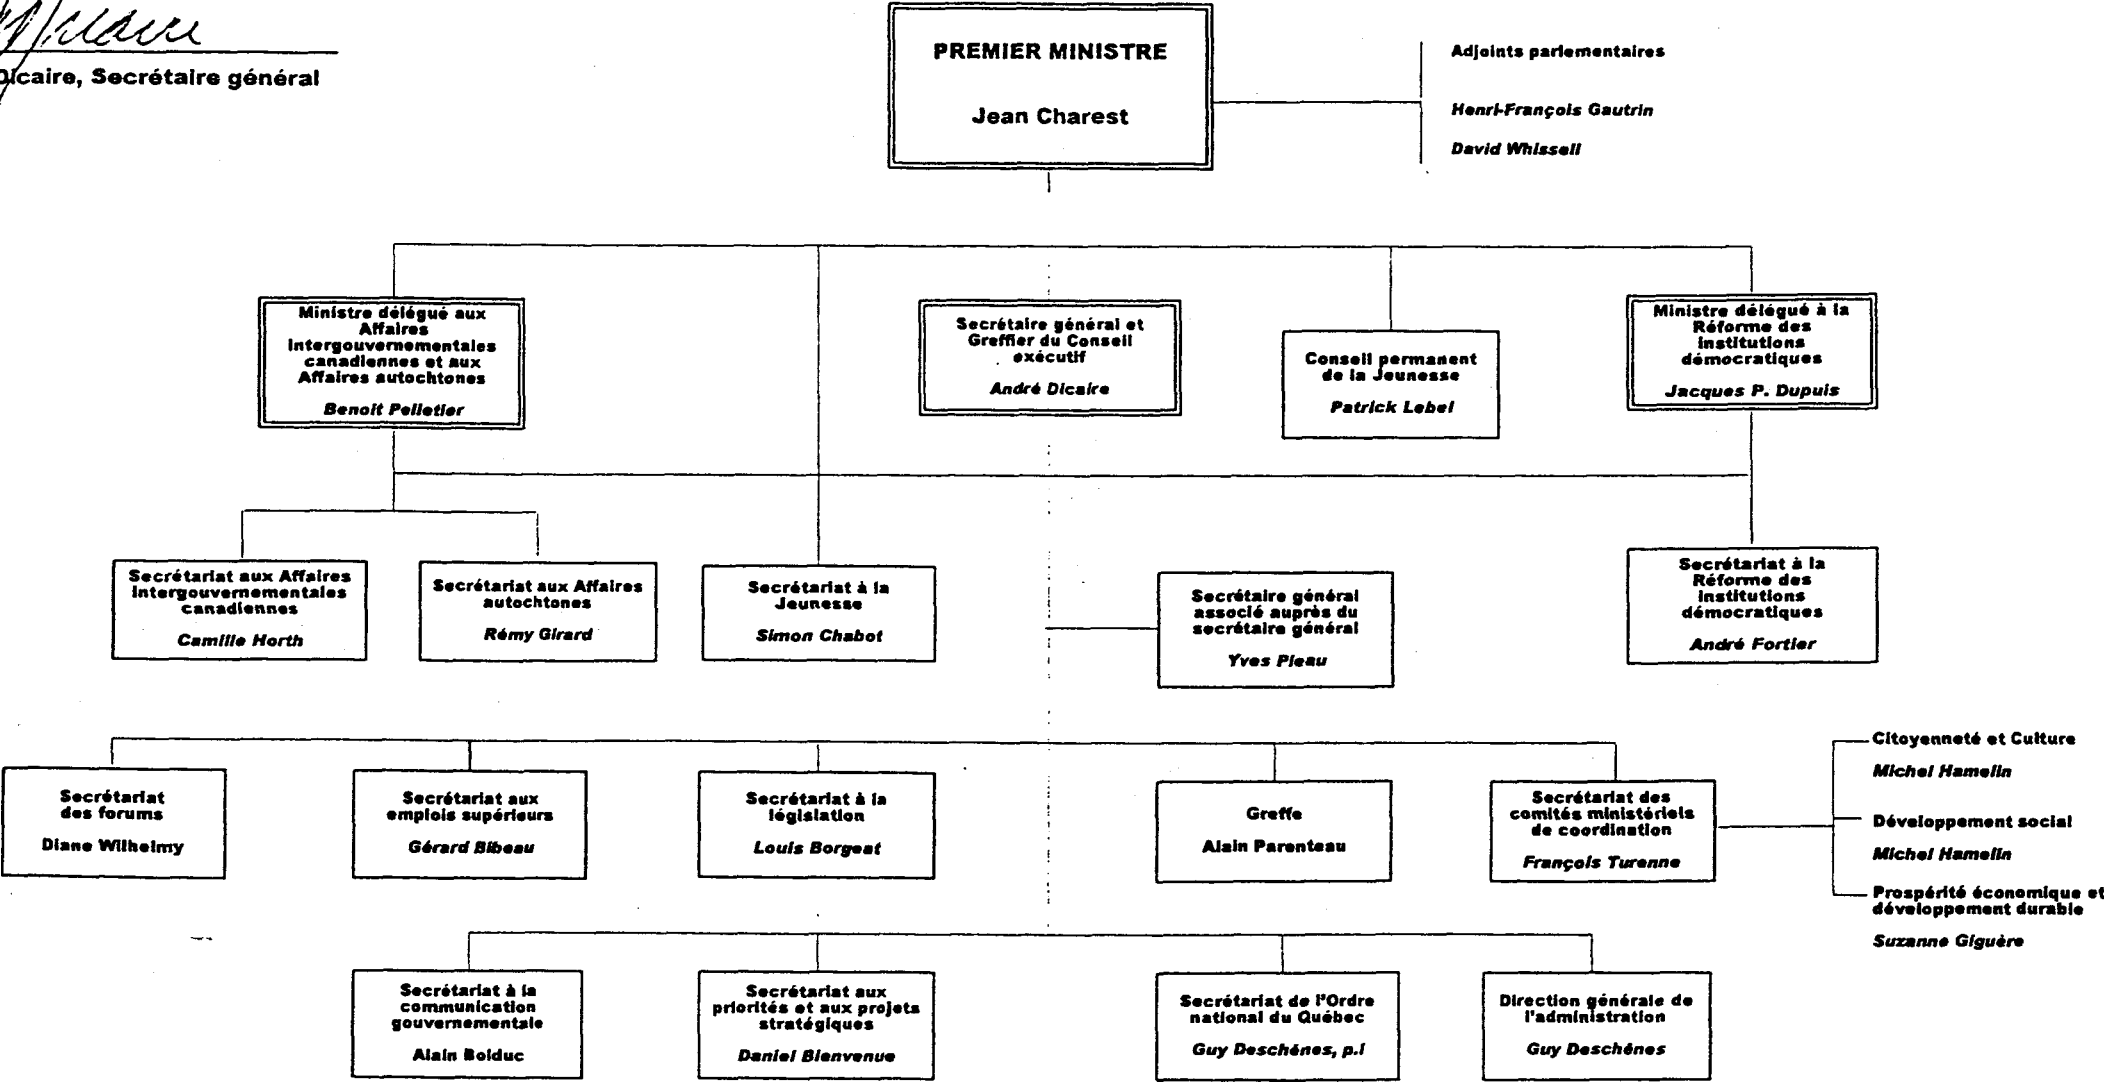 Dicaire, Secrétaire général
PREMIER MINISTRE
Jean Charest
Adjoints parlementaires
Henri-François Gautrin
David Whissell
Ministre délégué aux
Affaires
intergouvernementales
canadiennes et aux
Affaires autochtones
Benoit Pelletier
Secrétaire général et
Greffier du Conseil
exécutif
André Dicaire
Conseil permanent
de la Jeunesse
Patrick Lebel
Ministre délégué à la
Réforme des
institutions
démocratiques
Jacques P. Dupuis
Secrétariat aux Affaires
intergouvernementales
canadiennes
Camille Horth
Secrétariat aux Affaires
autochtones
Rémy Girard
Secrétariat à la
Jeunesse
Simon Chabot
Secrétaire général
associé auprès du
secrétaire général
Yves Pleau
Secrétariat à la
Réforme des
institutions
démocratiques
André Fortier
Secrétariat
des forums
Diane Wilhelmy
Secrétariat aux
emplois supérieurs
Gérard Bibeau
Secrétariat à la
législation
Louis Borgeat
Greffe
Alain Parenteau
Secrétariat des
comités ministériels
de coordination
François Turenne
Citoyenneté et Culture
Michel Hamelin
Développement social
Michel Hamelin
Prospérité économique et
développement durable
Suzanne Giguère
Secrétariat à la
communication
gouvernementale
Alain Bolduc
Secrétariat aux
priorités et aux projets
stratégiques
Daniel Bienvenue
Secrétariat de l'Ordre
national du Québec
Guy Deschênes, p.i
Direction générale de
l'administration
Guy Deschênes